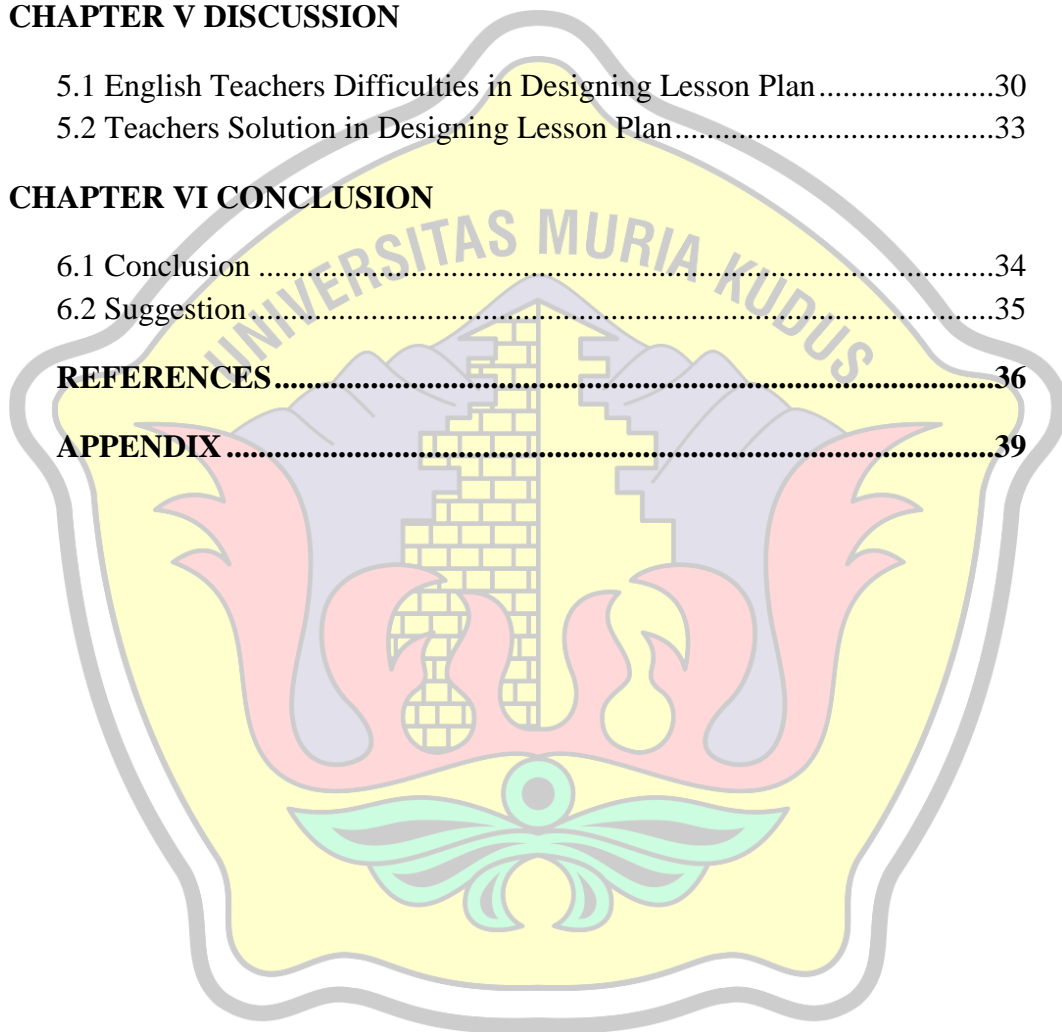 CHAPTER V DISCUSSION
5.1 English Teachers Difficulties in Designing Lesson Plan.......................30
5.2 Teachers Solution in Designing Lesson Plan.........................................33
CHAPTER VI CONCLUSION
6.1 Conclusion ...............................................................................................34
6.2 Suggestion.................................................................................................35
REFERENCES...........................................................................................36
APPENDIX .................................................................................................39
UNIVERSITAS MURIA KUDUS